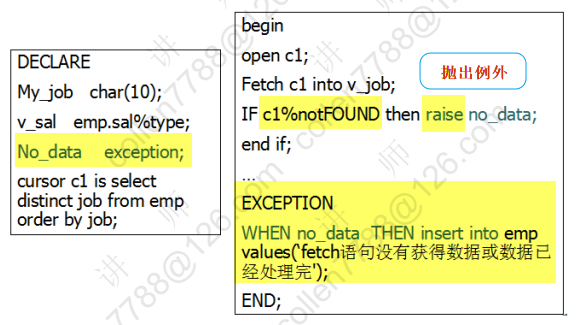 DECLARE
My_job char(10);
v_sal emp.sal%type;
No_data exception;
cursor c1 is select
distinct job from emp
order by job;
begin
open c1;
Fetch c1 into v_job;
抛出例外
IF c1%notFOUND then raise no_data;
end if;
…
EXCEPTION
WHEN no_data THEN insert into emp
values('fetch语句没有获得数据或数据已
经处理完');
END;